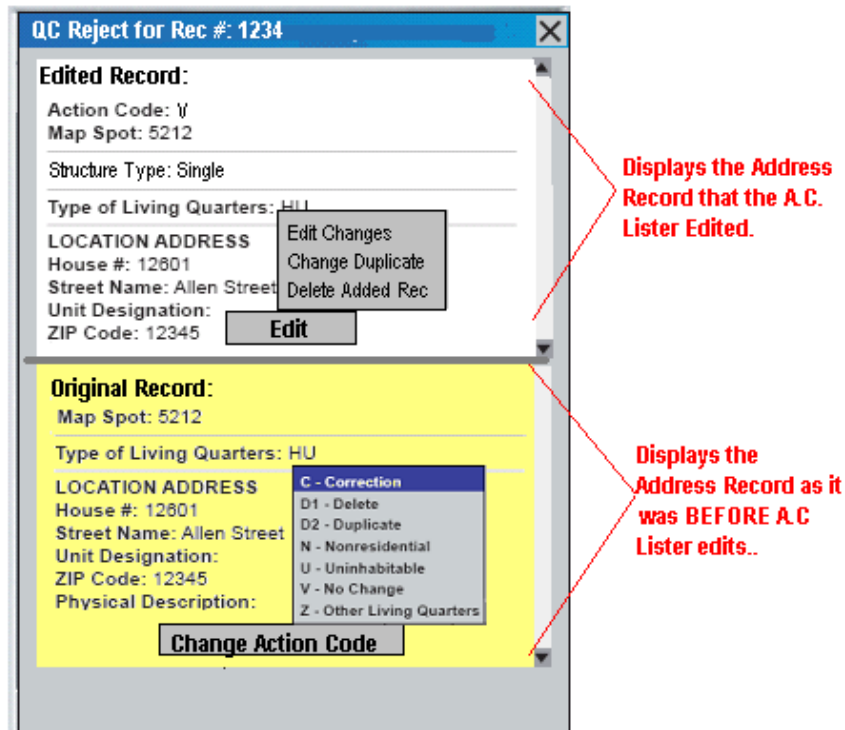 QC Reject for Rec #: 1234
Edited Record:
Action Code: V
Map Spot: 5212
Structure Type: Single
Type of Living Quarters: HU
LOCATION ADDRESS
House #: 12601
Street Name: Allen Street
Unit Designation:
ZIP Code: 12345
Edit Changes
Change Duplicate
Delete Added Rec
Edit
Displays the Address
Record that the A.C.
Lister Edited.
Original Record:
Map Spot: 5212
Type of Living Quarters: HU
LOCATION ADDRESS
House #: 12601
Street Name: Allen Street
Unit Designation:
ZIP Code: 12345
Physical Description:
C - Correction
D1 - Delete
D2 - Duplicate
N - Nonresidential
U - Uninhabitable
V - No Change
Z - Other Living Quarters
Change Action Code
Displays the
Address Record as it
was BEFORE A.C
Lister edits..